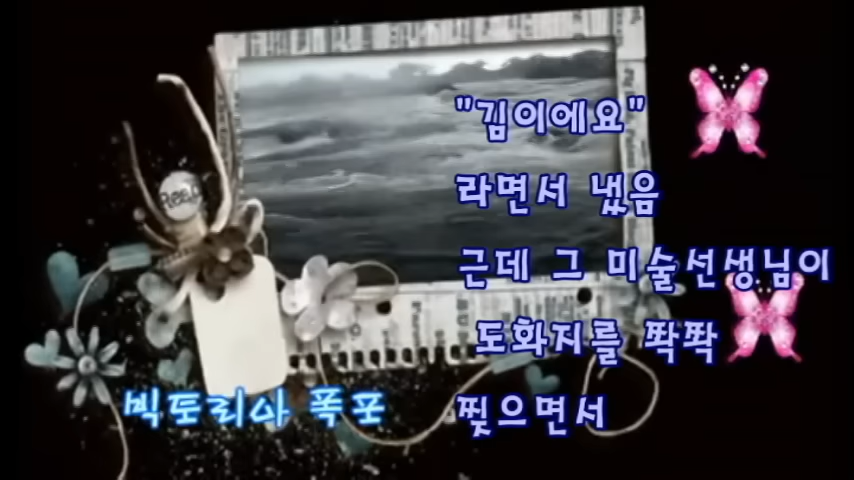 "김이에요"
라면서 냈음
근데 그 미술선생님이
도화지를 쫙쫙
찢으면서
빅토리아 폭포